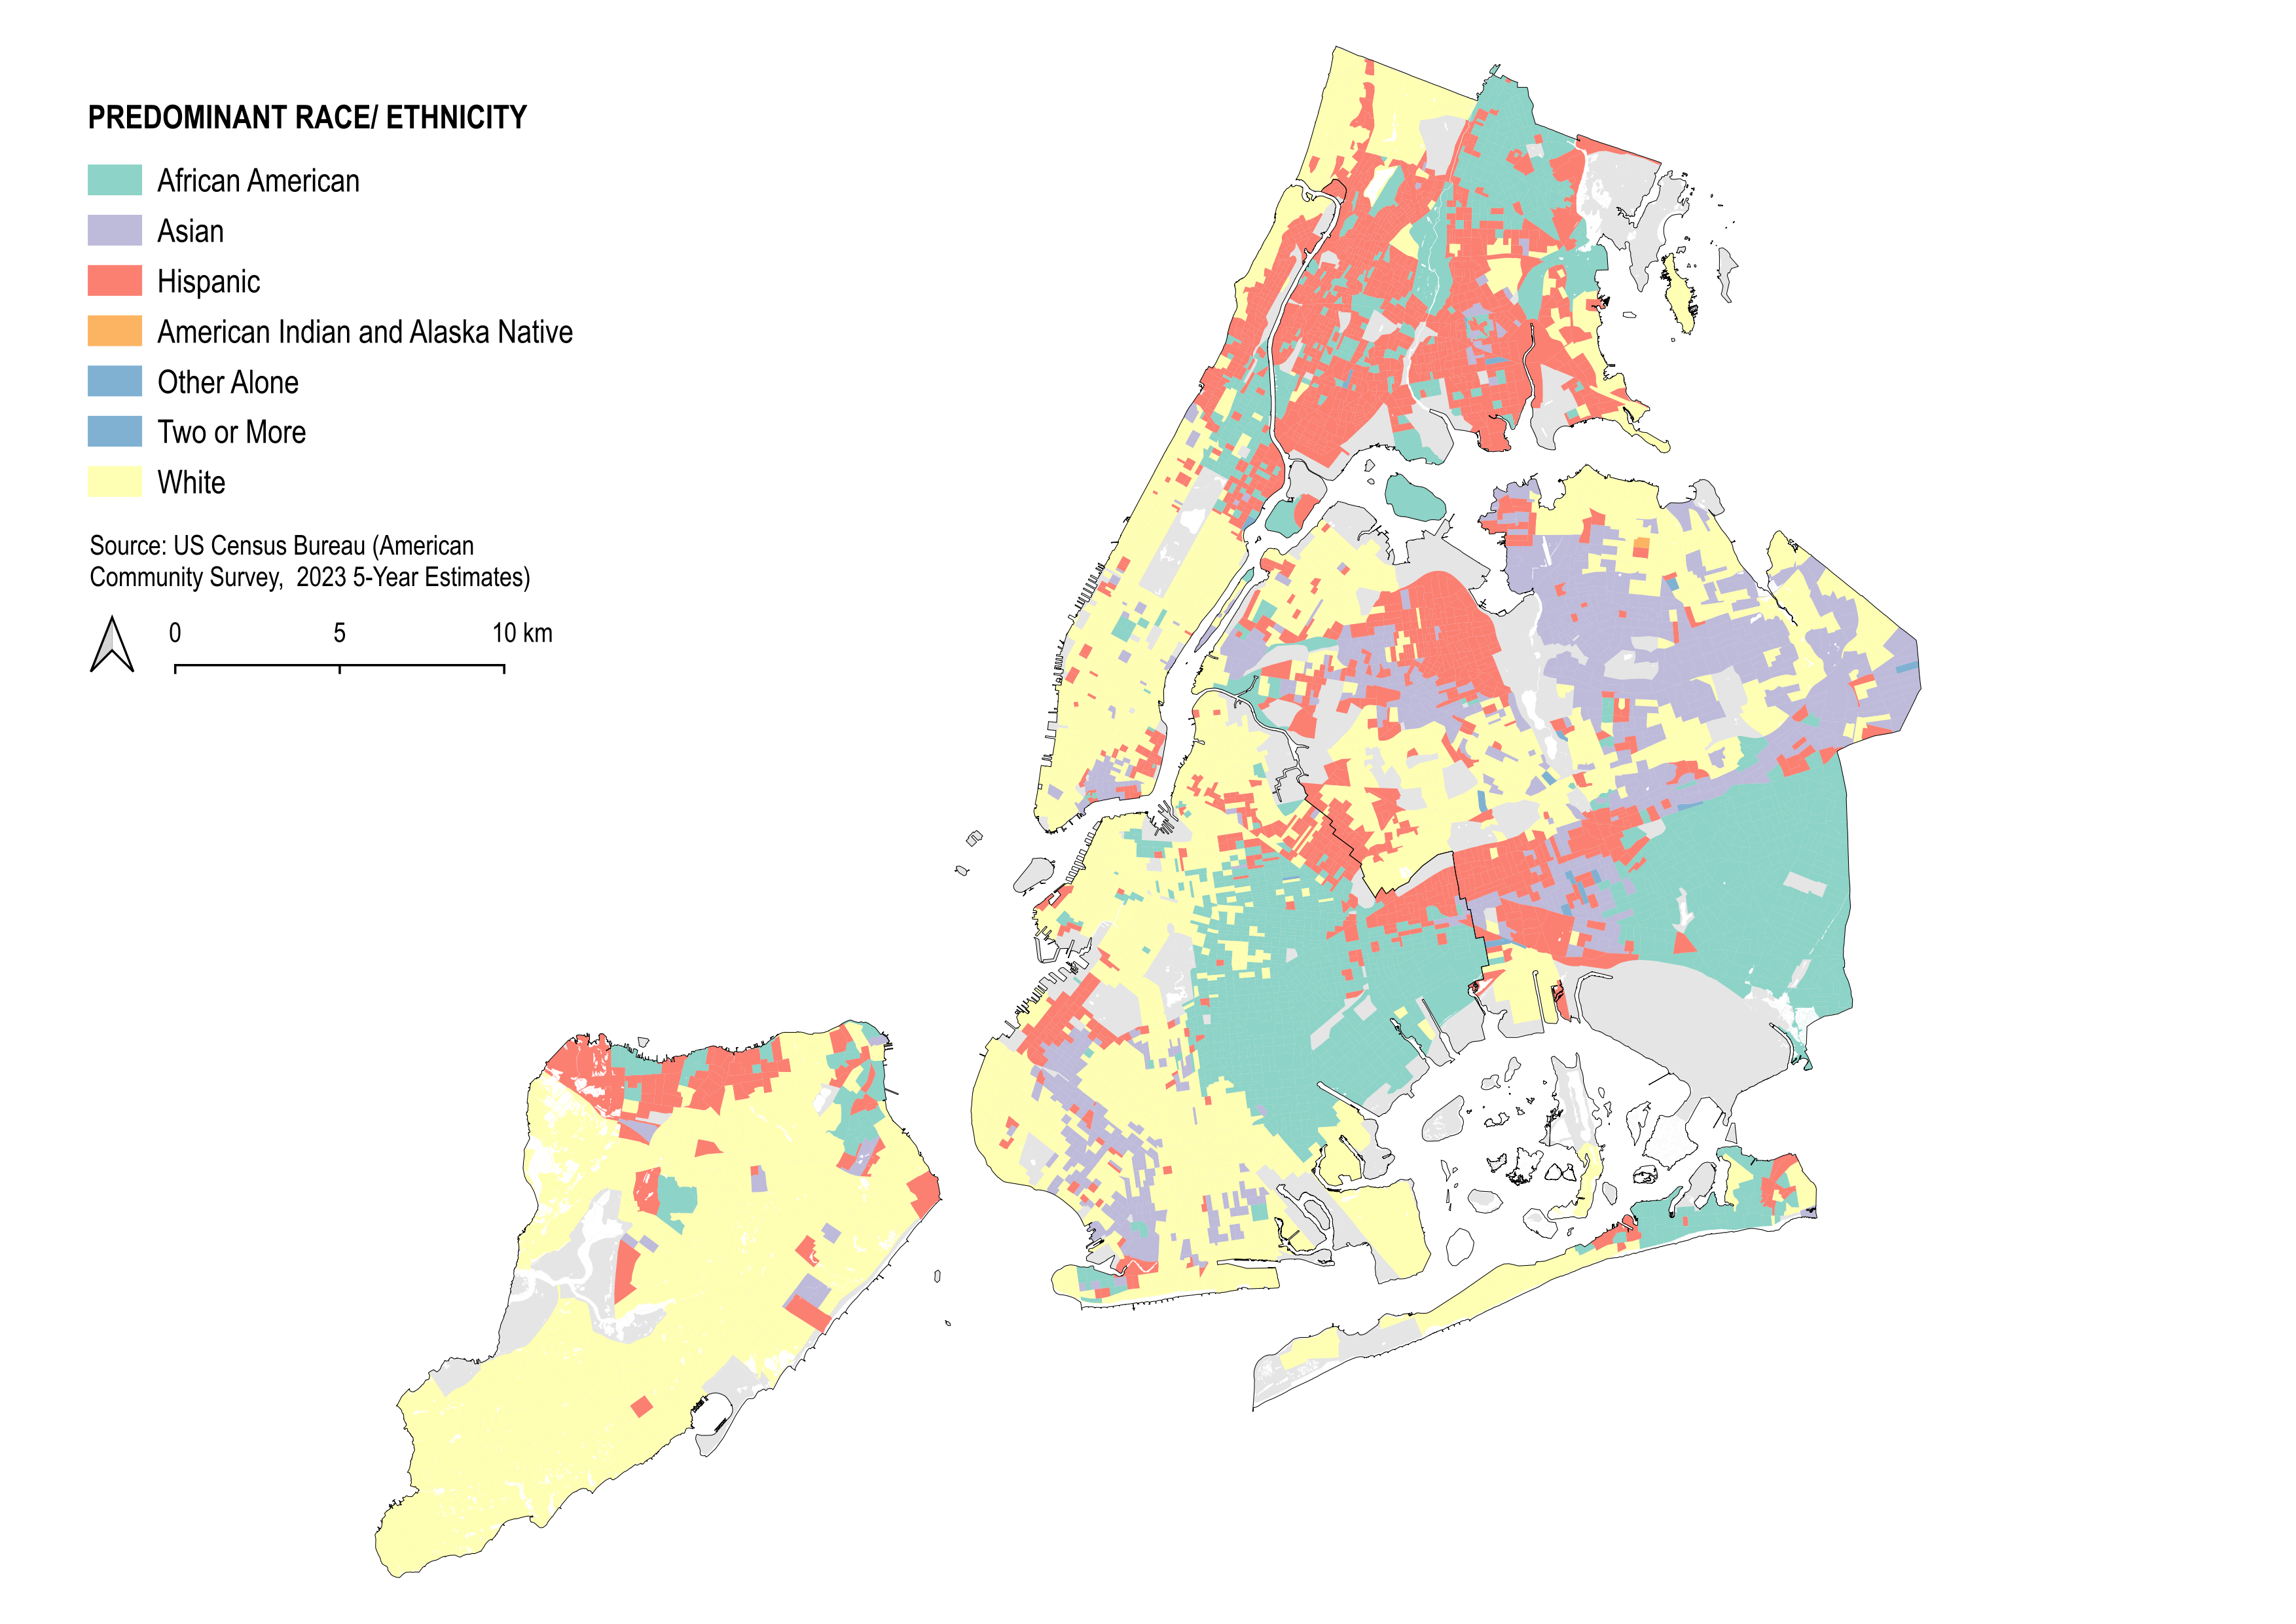 PREDOMINANT RACE/ ETHNICITY
African American
Asian
Hispanic
American Indian and Alaska Native
Other Alone
Two or More
White
Source: US Census Bureau (American
Community Survey, 2023 5-Year Estimates)
0 5 10 km